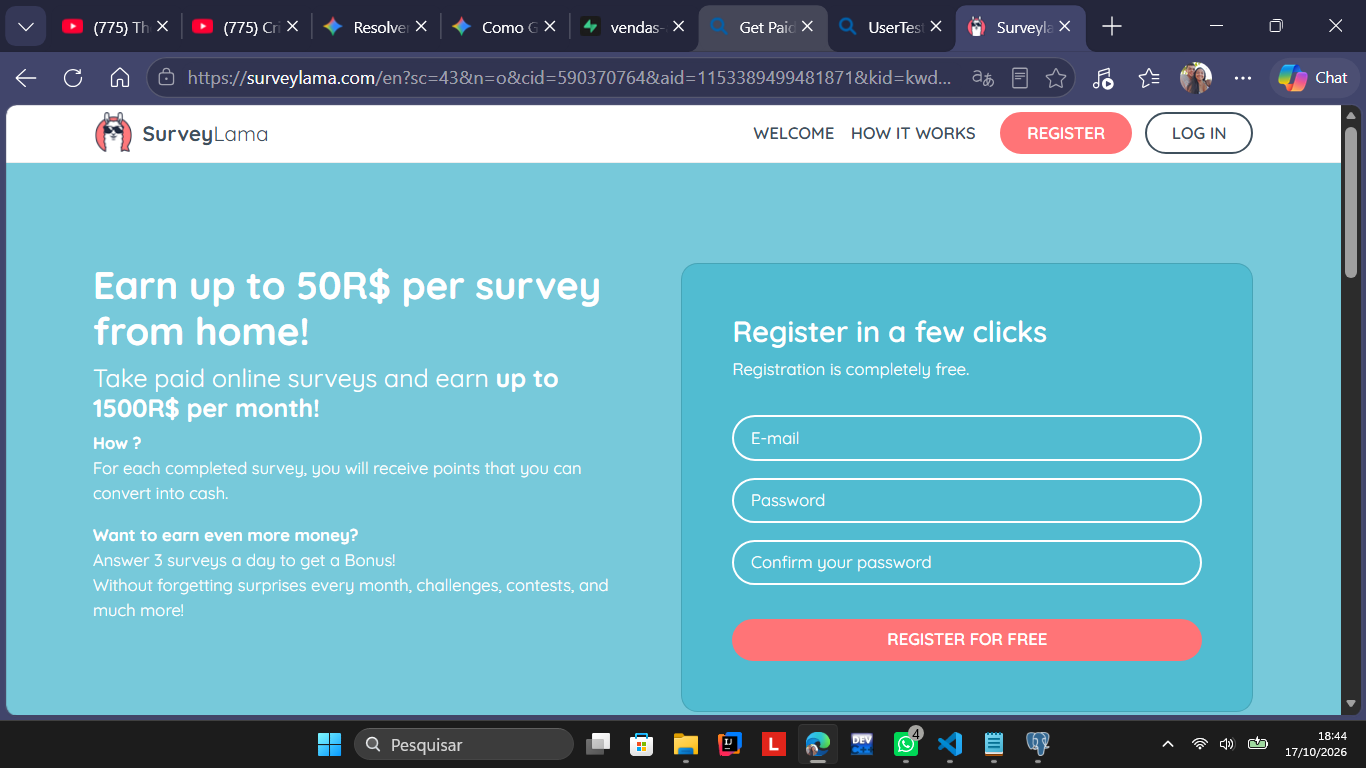 (775) Th
(775) Cri
Resolver
Como G
vendas-
Get Paid
UserTest
Surveyla
https://surveylama.com/en?sc=43&n=o&cid=590370764&aid=1153389499481871&kid=kwd...
Chat
SurveyLama
WELCOME
HOW IT WORKS
REGISTER
LOG IN
Earn up to 50R$ per survey
from home!
Take paid online surveys and earn up to
1500R$ per month!
How ?
For each completed survey, you will receive points that you can
convert into cash.
Want to earn even more money?
Answer 3 surveys a day to get a Bonus!
Without forgetting surprises every month, challenges, contests, and
much more!
Register in a few clicks
Registration is completely free.
E-mail
Password
Confirm your password
REGISTER FOR FREE
Pesquisar
L
DEV
4
18:44
17/10/2026